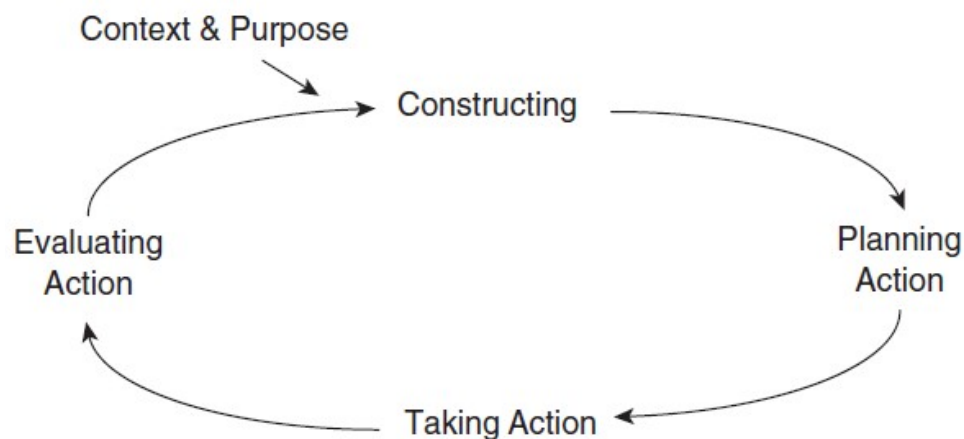 Context & Purpose
Constructing
Planning
Action
Taking Action
Evaluating
Action